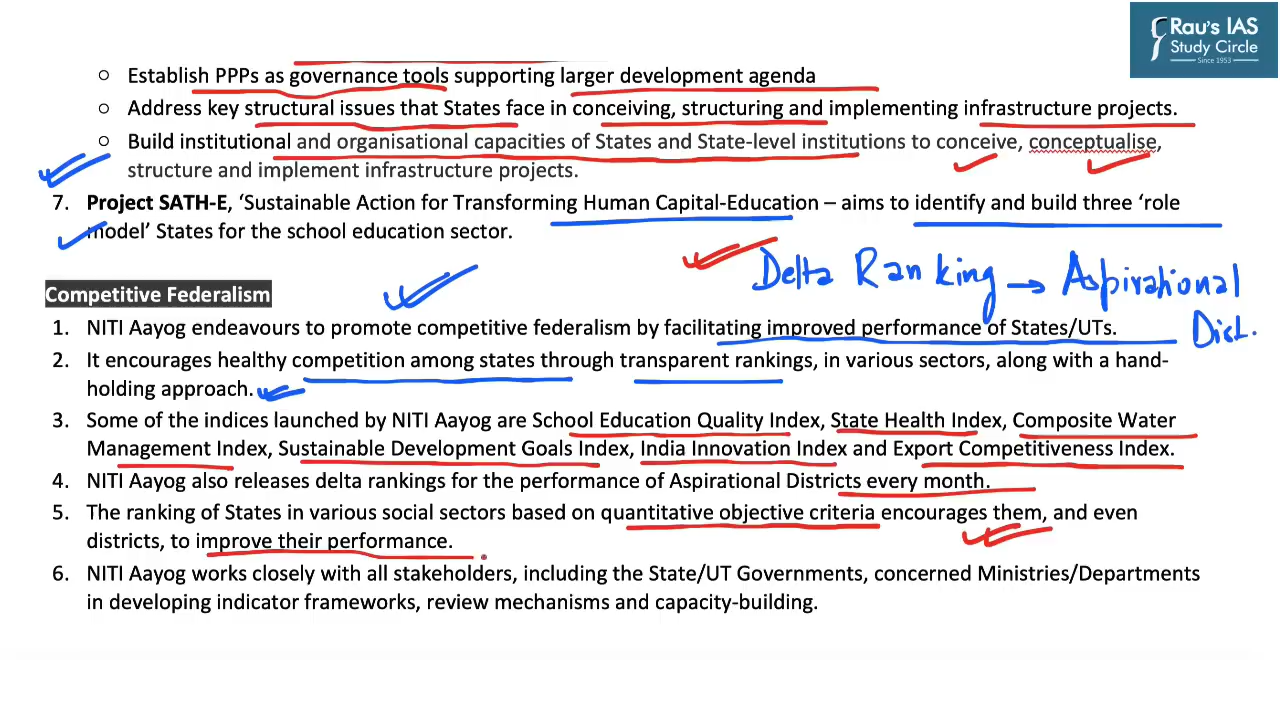 Rau's IAS
Study Circle
Since 1953
○ Establish PPPs as governance tools supporting larger development agenda
○ Address key structural issues that States face in conceiving, structuring and implementing infrastructure projects.
○ Build institutional and organisational capacities of States and State-level institutions to conceive, conceptualise,
structure and implement infrastructure projects.
7. Project SATH-E, ‘Sustainable Action for Transforming Human Capital-Education – aims to identify and build three ‘role
model’ States for the school education sector.
Delta Ranking → Aspirational
Dist.
Competitive Federalism
1. NITI Aayog endeavours to promote competitive federalism by facilitating improved performance of States/UTs.
2. It encourages healthy competition among states through transparent rankings, in various sectors, along with a hand-
holding approach.
3. Some of the indices launched by NITI Aayog are School Education Quality Index, State Health Index, Composite Water
Management Index, Sustainable Development Goals Index, India Innovation Index and Export Competitiveness Index.
4. NITI Aayog also releases delta rankings for the performance of Aspirational Districts every month.
5. The ranking of States in various social sectors based on quantitative objective criteria encourages them, and even
districts, to improve their performance.
6. NITI Aayog works closely with all stakeholders, including the State/UT Governments, concerned Ministries/Departments
in developing indicator frameworks, review mechanisms and capacity-building.